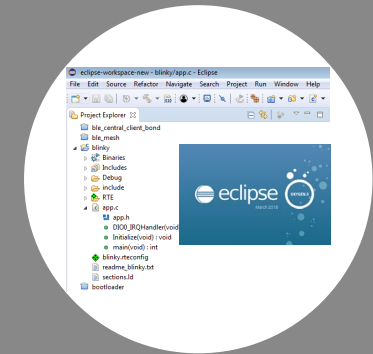 eclipse-workspace-new - blinky/app.c - Eclipse
File Edit Source Refactor Navigate Search Project Run Window Help
Project Explorer
ble_central_client_bond
ble_mesh
blinky
Binaries
Includes
Debug
include
RTE
app.c
app.h
DIO0_IRQHandler(void
Initialize(void) : void
main(void) : int
blinky.rteconfig
readme_blinky.txt
sections.ld
bootloader
eclipse
OXYGEN.3
March 2018